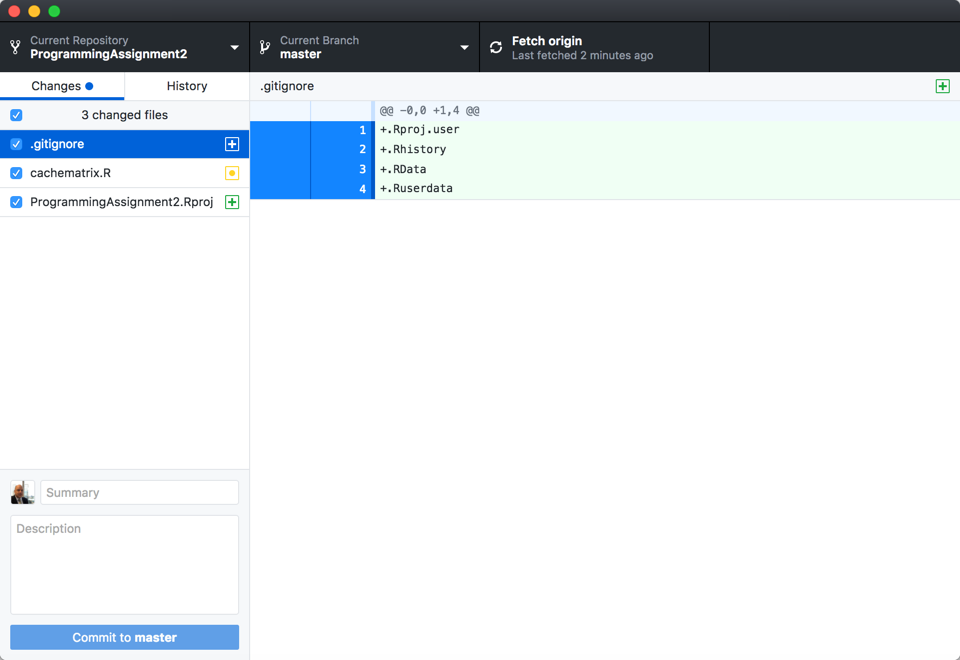 Current Repository
ProgrammingAssignment2
Current Branch
master
Fetch origin
Last fetched 2 minutes ago
Changes
History
.gitignore
3 changed files
.gitignore
cachematrix.R
ProgrammingAssignment2.Rproj
@@ -0,0 +1,4 @@
1 +.Rproj.user
2 +.Rhistory
3 +.RData
4 +.Ruserdata
Summary
Description
Commit to master